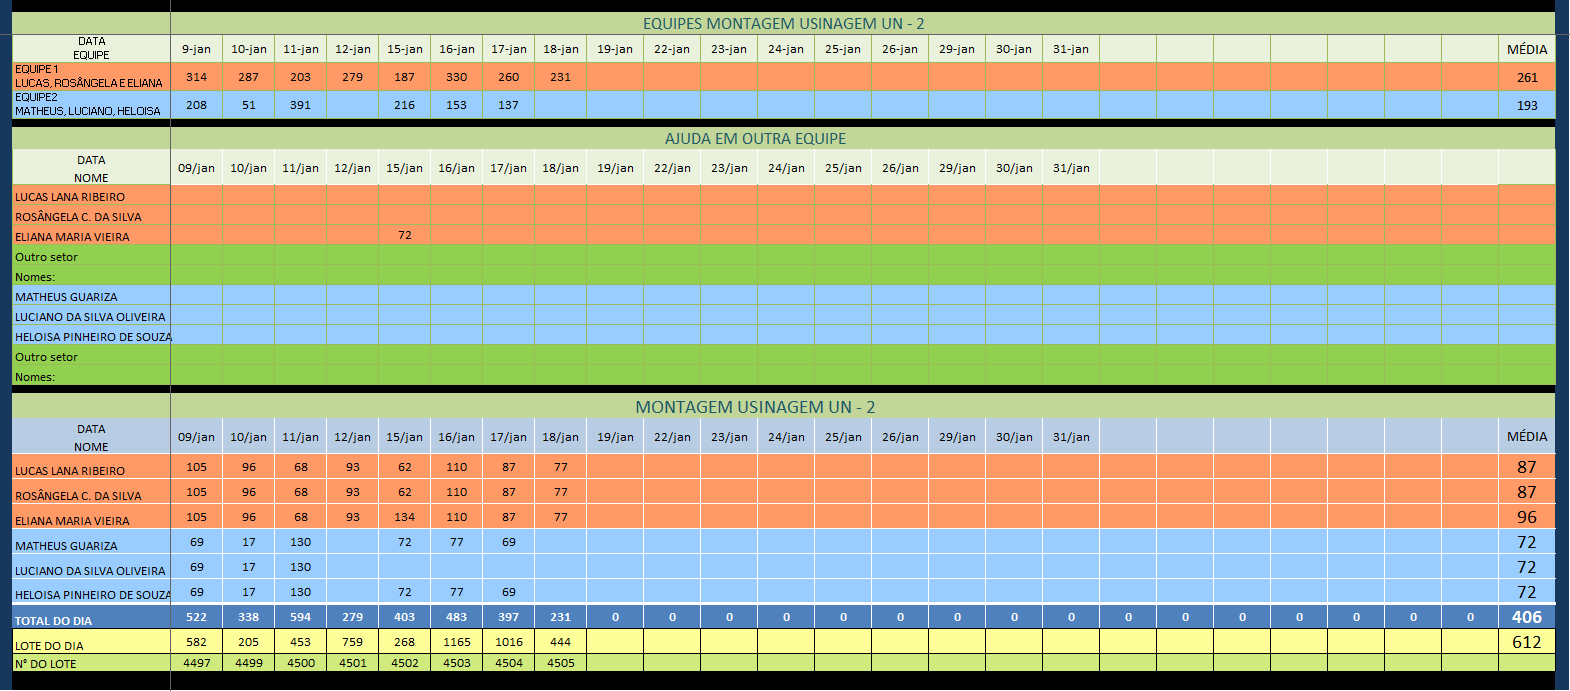 EQUIPES MONTAGEM USINAGEM UN - 2
DATA
EQUIPE
9-jan 10-jan 11-jan 12-jan 15-jan 16-jan 17-jan 18-jan 19-jan 22-jan 23-jan 24-jan 25-jan 26-jan 29-jan 30-jan 31-jan MÉDIA
EQUIPE 1
LUCAS, ROSÂNGELA E ELIANA
314 287 203 279 187 330 260 231 261
EQUIPE2
MATHEUS, LUCIANO, HELOISA
208 51 391 216 153 137 193
AJUDA EM OUTRA EQUIPE
DATA
NOME
09/jan 10/jan 11/jan 12/jan 15/jan 16/jan 17/jan 18/jan 19/jan 22/jan 23/jan 24/jan 25/jan 26/jan 29/jan 30/jan 31/jan
LUCAS LANA RIBEIRO
ROSÂNGELA C. DA SILVA
ELIANA MARIA VIEIRA 72
Outro setor
Nomes:
MATHEUS GUARIZA
LUCIANO DA SILVA OLIVEIRA
HELOISA PINHEIRO DE SOUZA
Outro setor
Nomes:
MONTAGEM USINAGEM UN - 2
DATA
NOME
09/jan 10/jan 11/jan 12/jan 15/jan 16/jan 17/jan 18/jan 19/jan 22/jan 23/jan 24/jan 25/jan 26/jan 29/jan 30/jan 31/jan MÉDIA
LUCAS LANA RIBEIRO 105 96 68 93 62 110 87 77 87
ROSÂNGELA C. DA SILVA 105 96 68 93 62 110 87 77 87
ELIANA MARIA VIEIRA 105 96 68 93 134 110 87 77 96
MATHEUS GUARIZA 69 17 130 72 77 69 72
LUCIANO DA SILVA OLIVEIRA 69 17 130 72
HELOISA PINHEIRO DE SOUZA 69 17 130 72 77 69 72
TOTAL DO DIA 522 338 594 279 403 483 397 231 0 0 0 0 0 0 0 0 0 0 0 0 0 0 0 0 406
LOTE DO DIA 582 205 453 759 268 1165 1016 444 612
N° DO LOTE 4497 4499 4500 4501 4502 4503 4504 4505